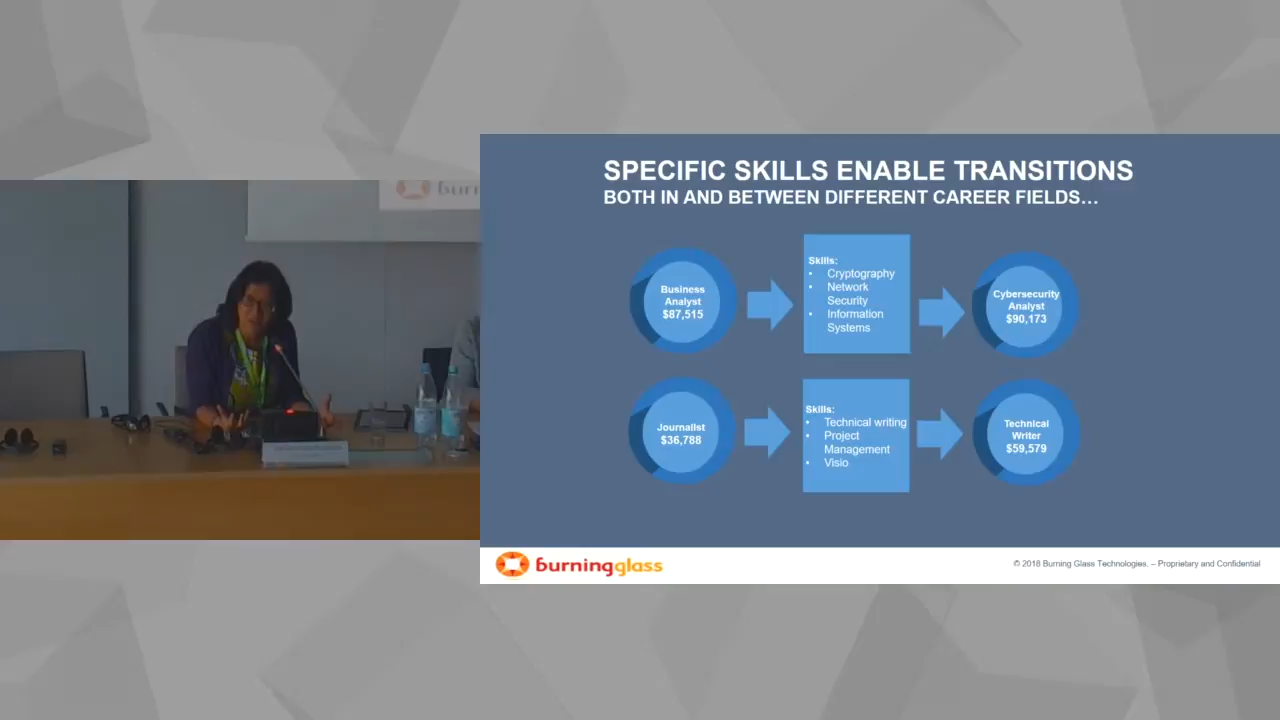 SPECIFIC SKILLS ENABLE TRANSITIONS
BOTH IN AND BETWEEN DIFFERENT CAREER FIELDS…
Business
Analyst
$87,515
Skills:
• Cryptography
• Network
Security
• Information
Systems
Cybersecurity
Analyst
$90,173
Journalist
$36,788
Skills:
• Technical writing
• Project
Management
• Visio
Technical
Writer
$59,579
burningglass
© 2018 Burning Glass Technologies. – Proprietary and Confidential